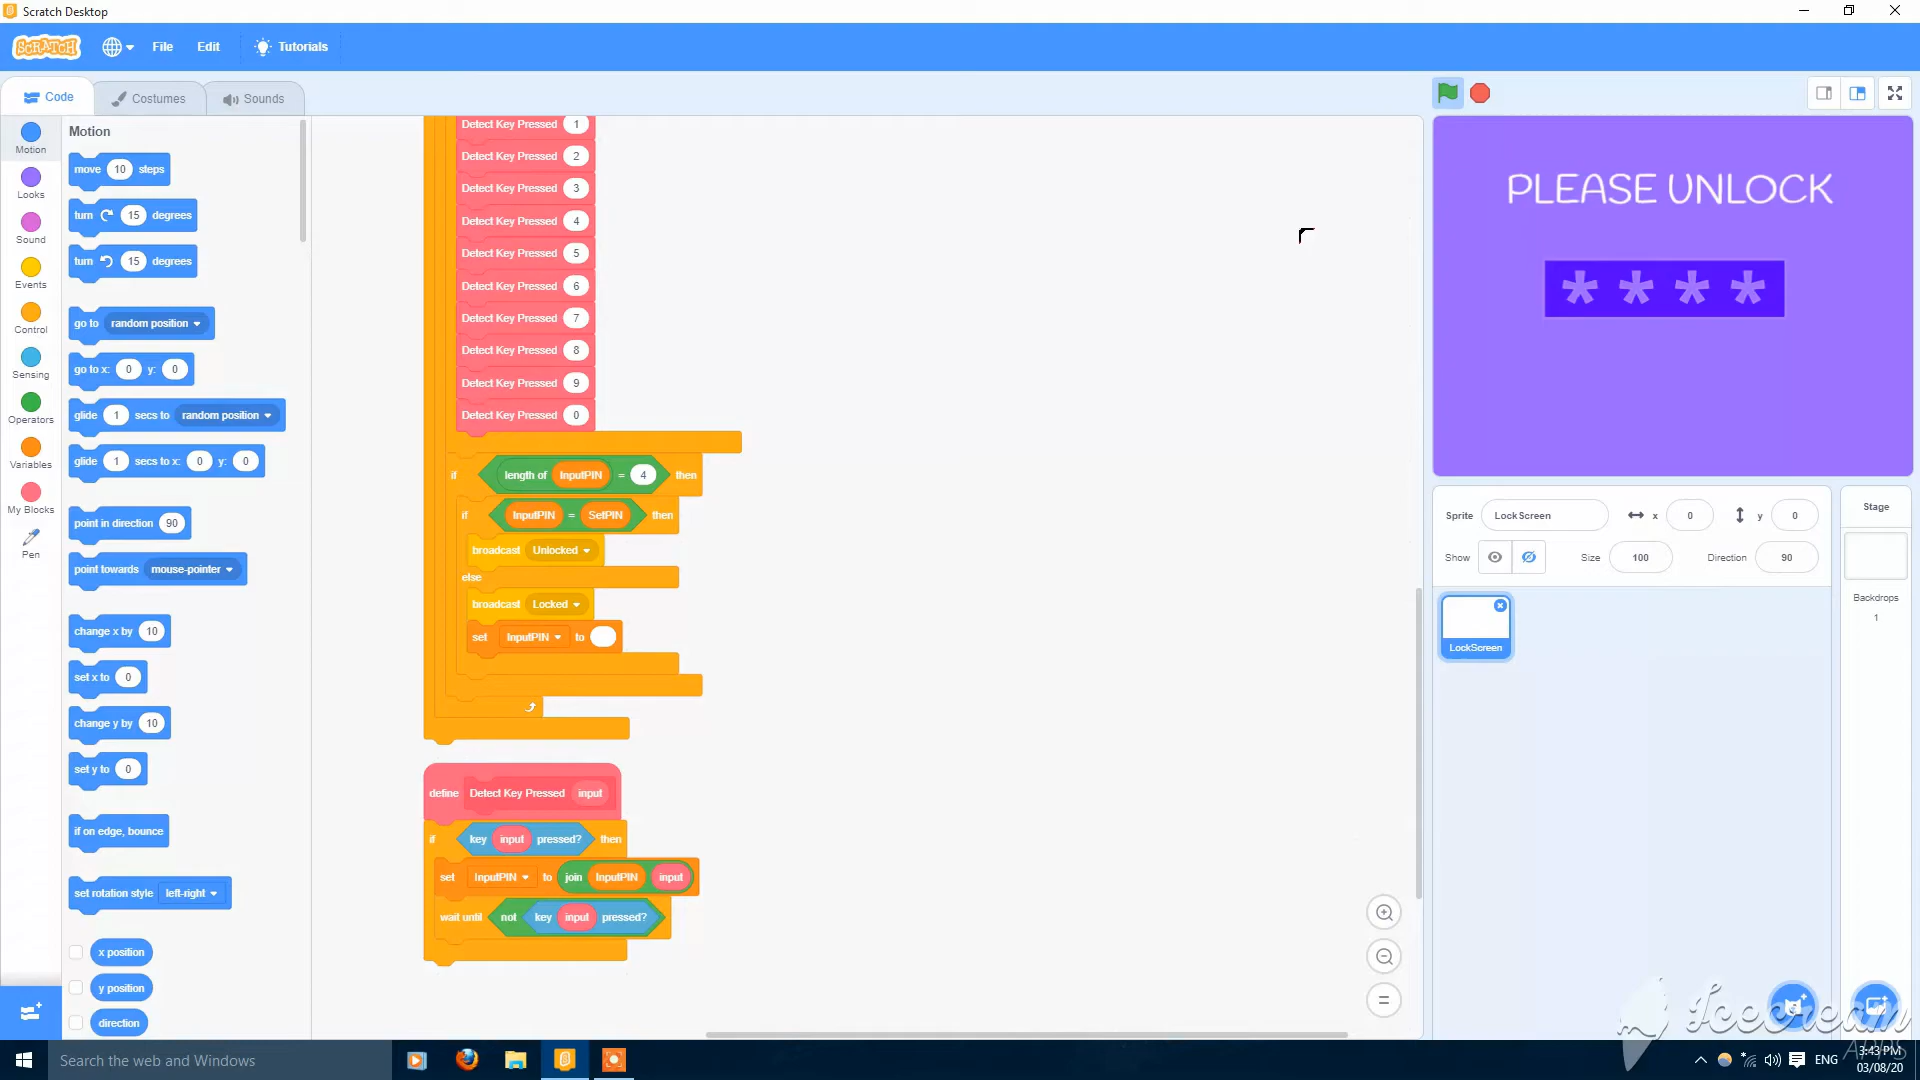 Scratch Desktop
SCRATCH File Edit Tutorials
Code Costumes Sounds
Motion
Looks
Sound
Events
Control
Sensing
Operators
Variables
My Blocks
Pen
Motion
move 10 steps
turn 15 degrees
turn 15 degrees
go to random position
go to x: 0 y: 0
glide 1 secs to random position
glide 1 secs to x: 0 y: 0
point in direction 90
point towards mouse-pointer
change x by 10
set x to 0
change y by 10
set y to 0
if on edge, bounce
set rotation style left-right
x position
y position
direction
Detect Key Pressed 1
Detect Key Pressed 2
Detect Key Pressed 3
Detect Key Pressed 4
Detect Key Pressed 5
Detect Key Pressed 6
Detect Key Pressed 7
Detect Key Pressed 8
Detect Key Pressed 9
Detect Key Pressed 0
if length of InputPIN = 4 then
if InputPIN = SetPIN then
broadcast Unlocked
else
broadcast Locked
set InputPIN to
define Detect Key Pressed input
if key input pressed? then
set InputPIN to join InputPIN input
wait until not key input pressed?
PLEASE UNLOCK
* * * *
Sprite LockScreen x 0 y 0
Show Size 100 Direction 90
LockScreen
Stage
Backdrops
1
Icecream
APPS
Search the web and Windows
ENG
3:43 PM
03/08/20